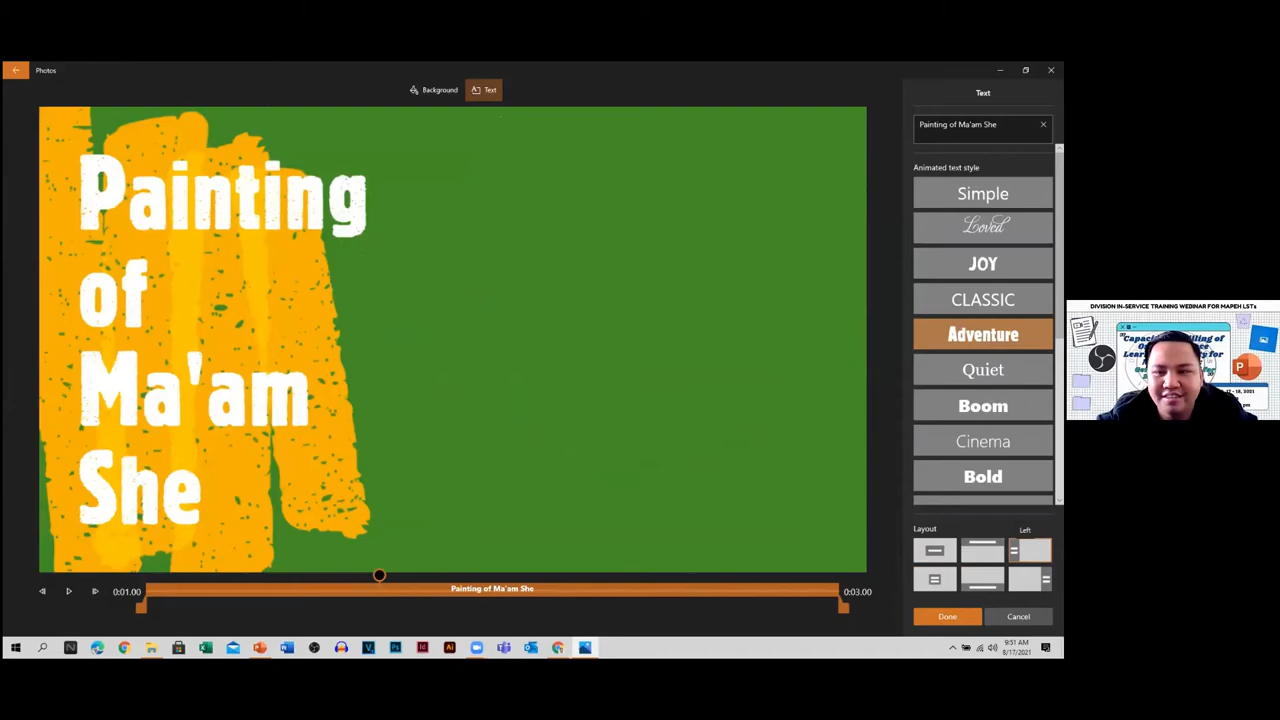 Photos
Background
Text
Text
Painting of Ma'am She
Animated text style
Simple
Loved
JOY
CLASSIC
Adventure
Quiet
Boom
Cinema
Bold
Painting
of
Ma'am
She
Layout
Left
0:01.00
Painting of Ma'am She
0:03.00
Done
Cancel
9:51 AM
8/17/2021
DIVISION IN-SERVICE TRAINING WEBINAR FOR MAPEH LSTs